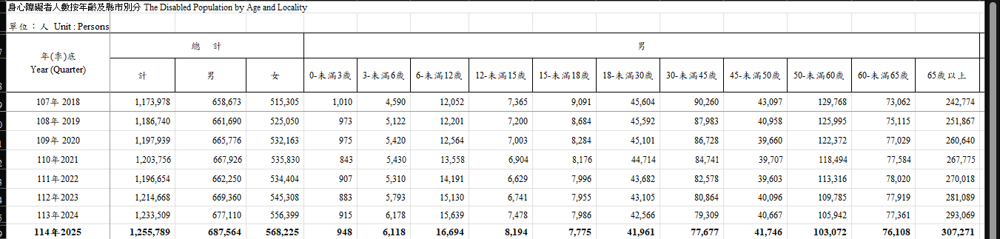 身心障礙者人數按年齡及縣市別分 The Disabled Population by Age and Locality
單位：人 Unit : Persons
年(季)底 總 計 男
Year (Quarter) 計 男 女 0-未滿3歲 3-未滿6歲 6-未滿12歲 12-未滿15歲 15-未滿18歲 18-未滿30歲 30-未滿45歲 45-未滿50歲 50-未滿60歲 60-未滿65歲 65歲以上
107年 2018 1,173,978 658,673 515,305 1,010 4,590 12,052 7,365 9,091 45,604 90,260 43,097 129,768 73,062 242,774
108年 2019 1,186,740 661,690 525,050 973 5,122 12,201 7,200 8,684 45,592 87,983 40,958 125,995 75,115 251,867
109年 2020 1,197,939 665,776 532,163 975 5,420 12,564 7,003 8,284 45,101 86,728 39,660 122,372 77,029 260,640
110年2021 1,203,756 667,926 535,830 843 5,430 13,558 6,904 8,176 44,714 84,741 39,707 118,494 77,584 267,775
111年2022 1,196,654 662,250 534,404 907 5,310 14,191 6,629 7,996 43,682 82,578 39,603 113,316 78,020 270,018
112年2023 1,214,668 669,360 545,308 883 5,793 15,130 6,741 7,955 43,105 80,864 40,096 109,785 77,919 281,089
113年2024 1,233,509 677,110 556,399 915 6,178 15,639 7,478 7,986 42,566 79,309 40,667 105,942 77,361 293,069
114年2025 1,255,789 687,564 568,225 948 6,118 16,694 8,194 7,775 41,961 77,677 41,746 103,072 76,108 307,271